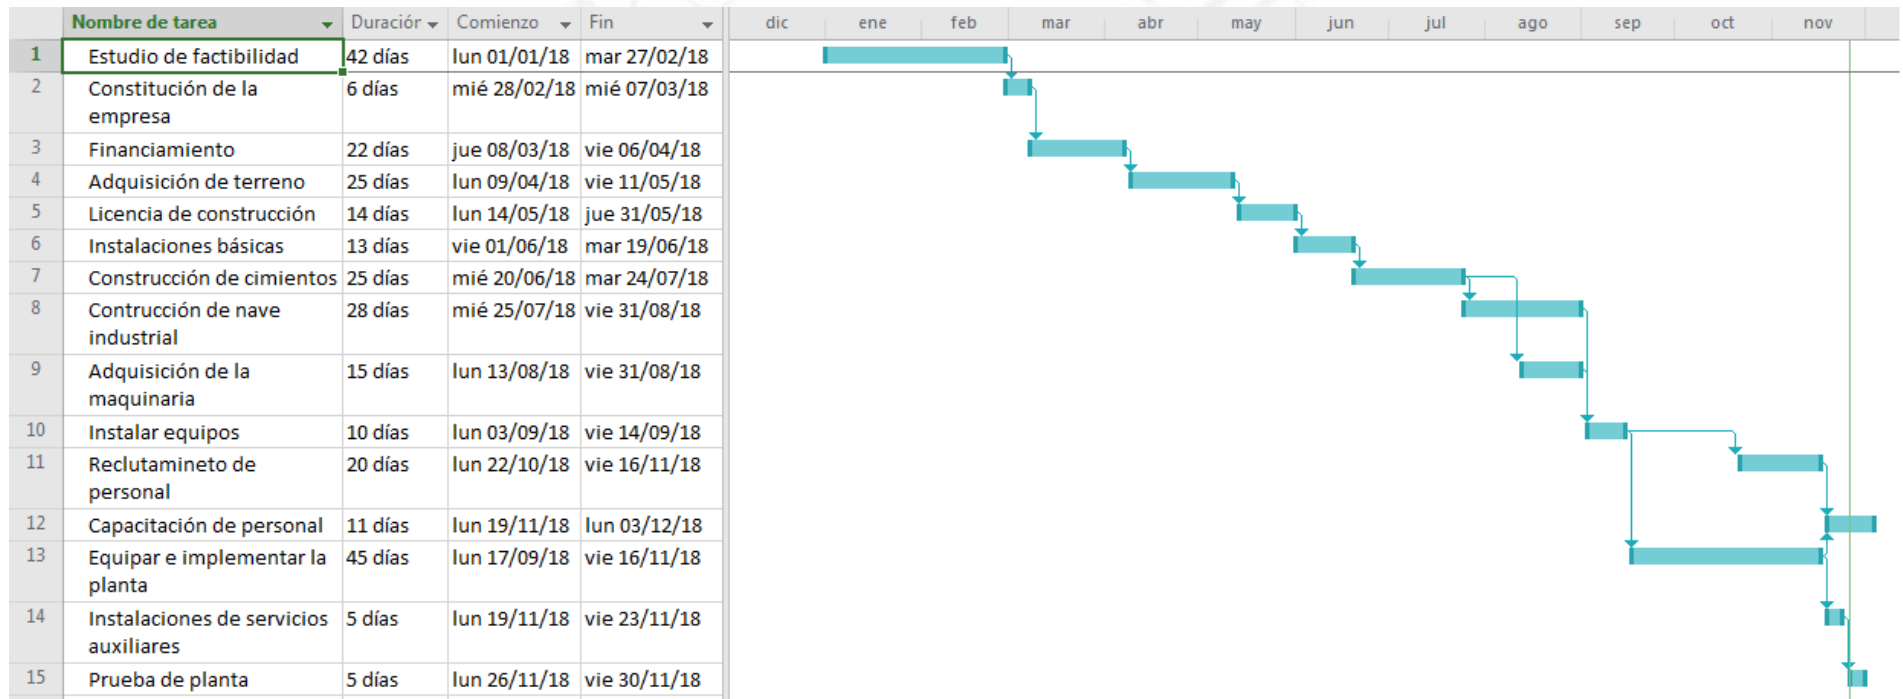 Nombre de tarea Duración Comienzo Fin dic ene feb mar abr may jun jul ago sep oct nov
1 Estudio de factibilidad 42 días lun 01/01/18 mar 27/02/18
2 Constitución de la 6 días mié 28/02/18 mié 07/03/18
empresa
3 Financiamiento 22 días jue 08/03/18 vie 06/04/18
4 Adquisición de terreno 25 días lun 09/04/18 vie 11/05/18
5 Licencia de construcción 14 días lun 14/05/18 jue 31/05/18
6 Instalaciones básicas 13 días vie 01/06/18 mar 19/06/18
7 Construcción de cimientos 25 días mié 20/06/18 mar 24/07/18
8 Contrucción de nave 28 días mié 25/07/18 vie 31/08/18
industrial
9 Adquisición de la 15 días lun 13/08/18 vie 31/08/18
maquinaria
10 Instalar equipos 10 días lun 03/09/18 vie 14/09/18
11 Reclutamineto de 20 días lun 22/10/18 vie 16/11/18
personal
12 Capacitación de personal 11 días lun 19/11/18 lun 03/12/18
13 Equipar e implementar la 45 días lun 17/09/18 vie 16/11/18
planta
14 Instalaciones de servicios 5 días lun 19/11/18 vie 23/11/18
auxiliares
15 Prueba de planta 5 días lun 26/11/18 vie 30/11/18